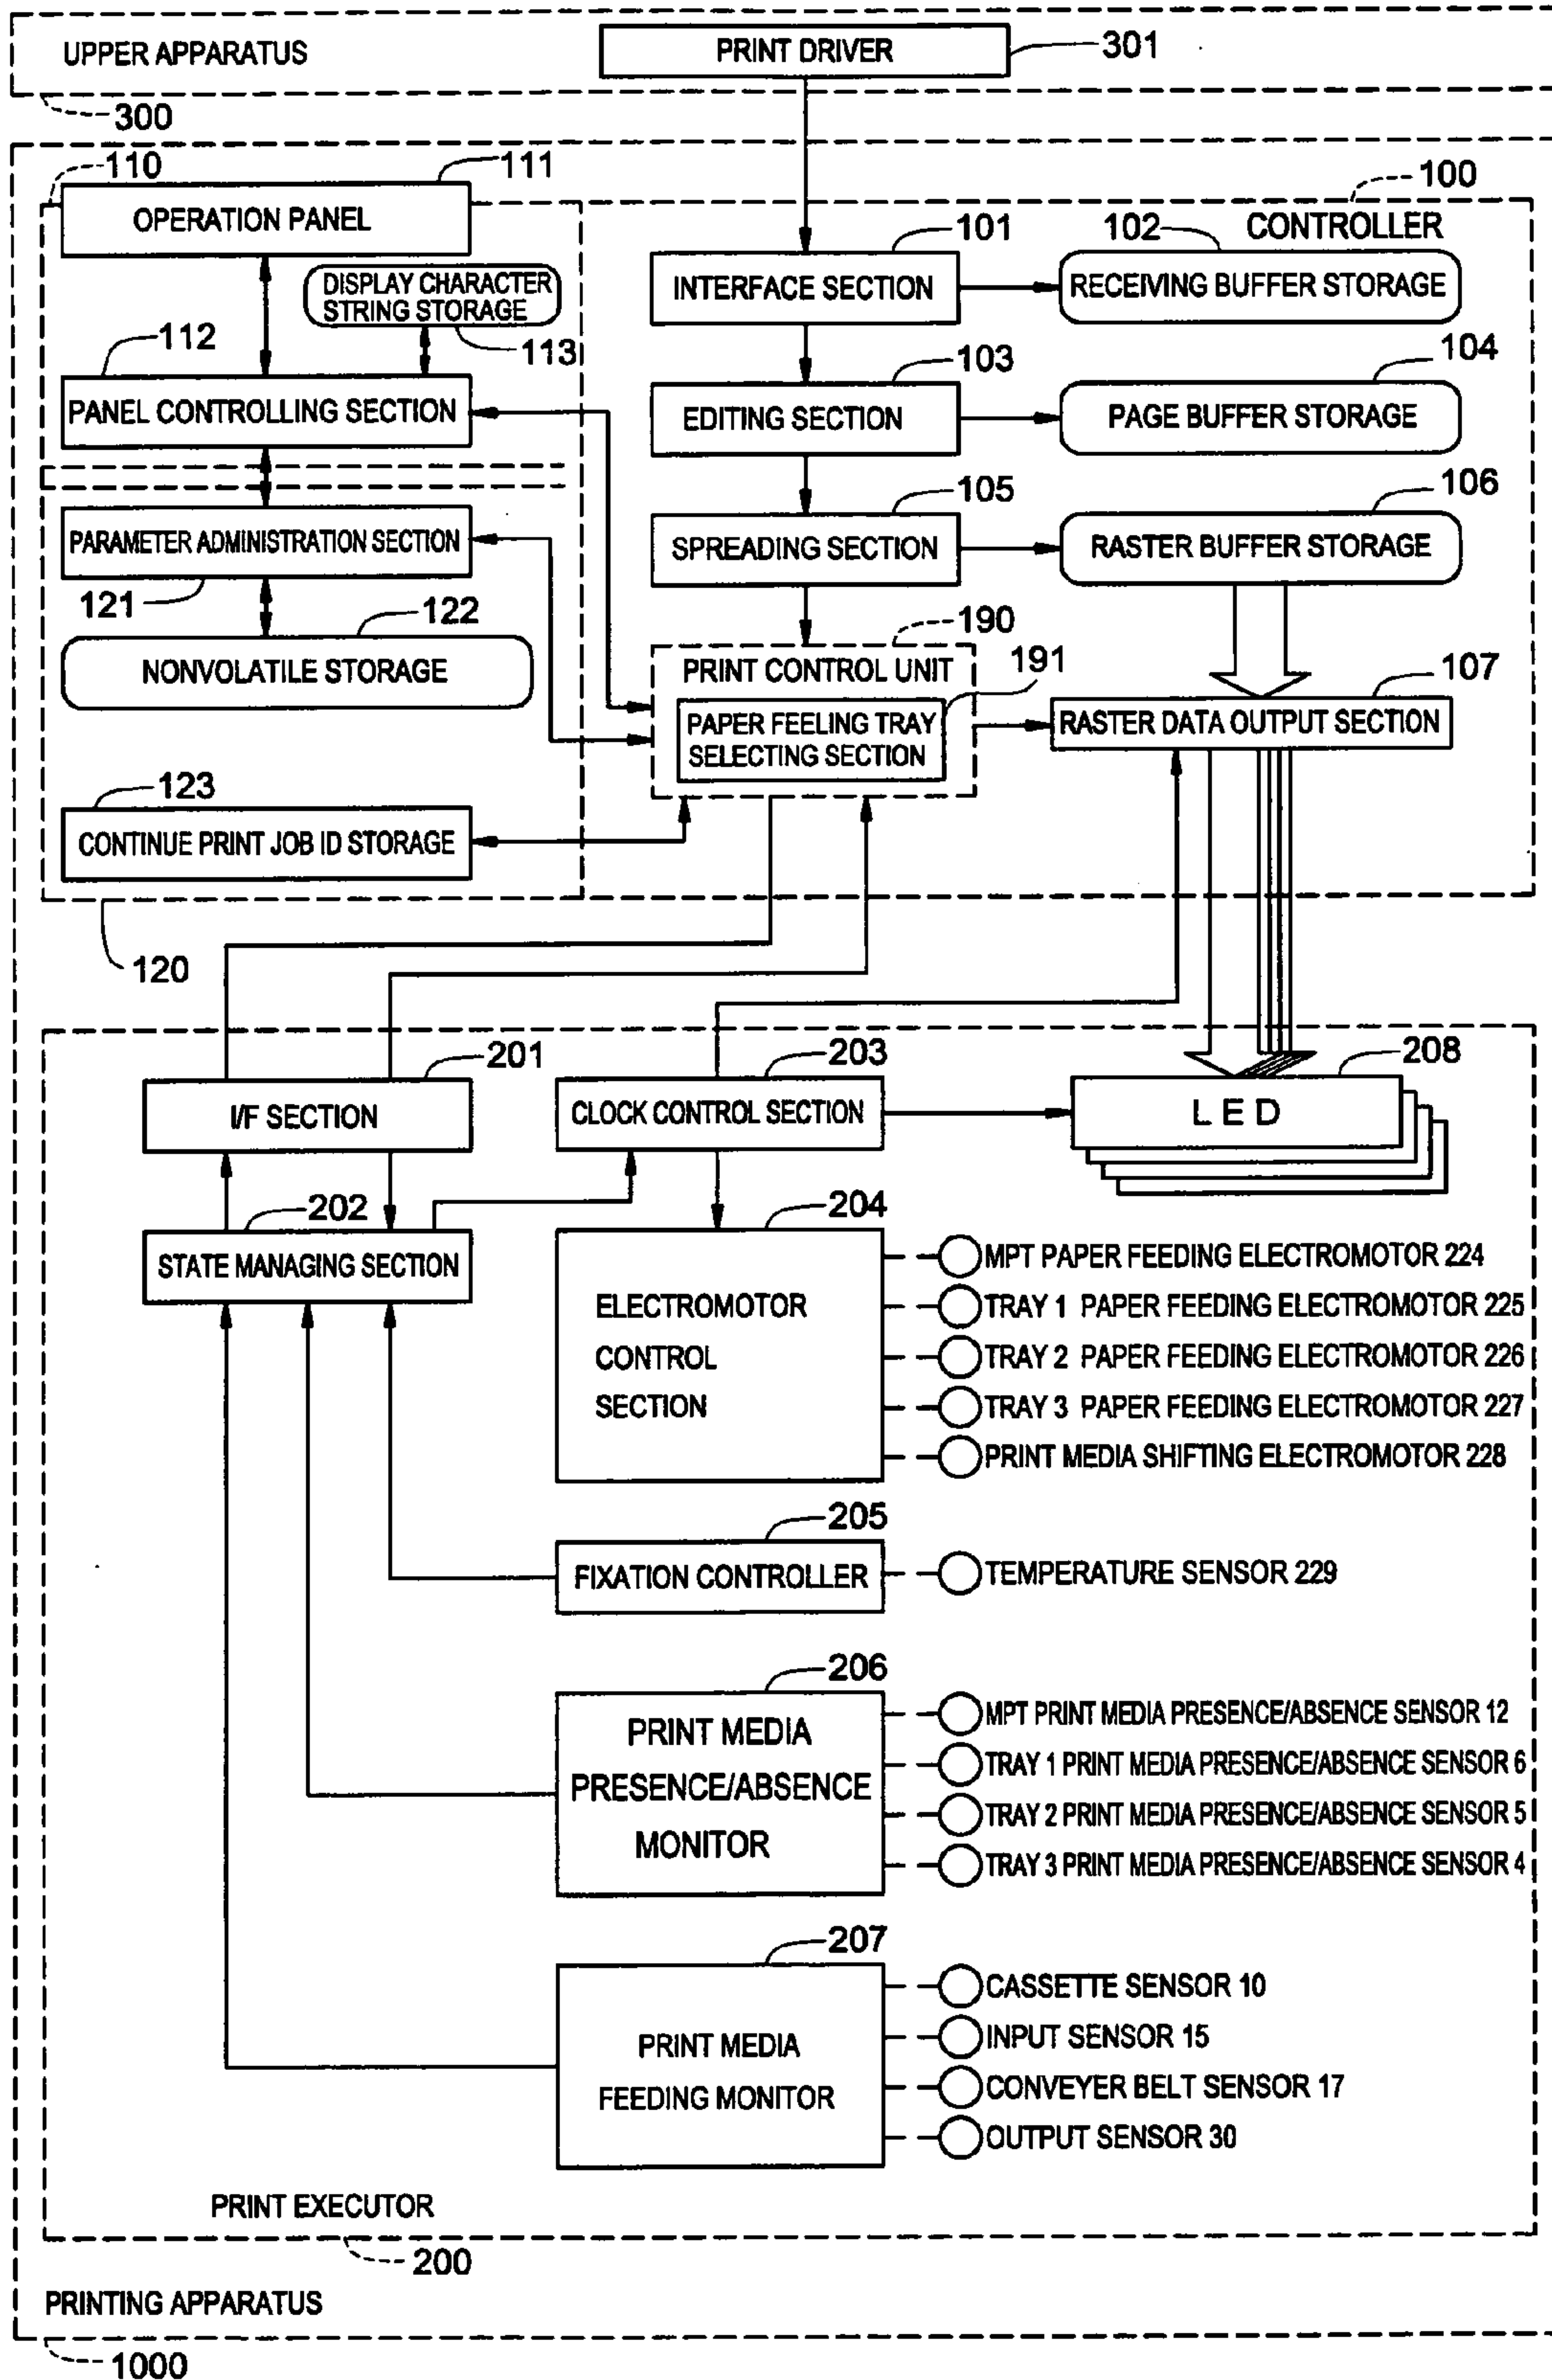 UPPER APPARATUS
PRINT DRIVER
301
300
110
111
100
OPERATION PANEL
101
102
CONTROLLER
DISPLAY CHARACTER
STRING STORAGE
INTERFACE SECTION
RECEIVING BUFFER STORAGE
112
113
103
104
PANEL CONTROLLING SECTION
EDITING SECTION
PAGE BUFFER STORAGE
105
106
PARAMETER ADMINISTRATION SECTION
SPREADING SECTION
RASTER BUFFER STORAGE
121
122
190
NONVOLATILE STORAGE
PRINT CONTROL UNIT
191
107
PAPER FEELING TRAY
SELECTING SECTION
RASTER DATA OUTPUT SECTION
123
CONTINUE PRINT JOB ID STORAGE
120
201
203
208
I/F SECTION
CLOCK CONTROL SECTION
LED
202
204
STATE MANAGING SECTION
ELECTROMOTOR
CONTROL
SECTION
MPT PAPER FEEDING ELECTROMOTOR 224
TRAY 1 PAPER FEEDING ELECTROMOTOR 225
TRAY 2 PAPER FEEDING ELECTROMOTOR 226
TRAY 3 PAPER FEEDING ELECTROMOTOR 227
PRINT MEDIA SHIFTING ELECTROMOTOR 228
205
FIXATION CONTROLLER
TEMPERATURE SENSOR 229
206
PRINT MEDIA
PRESENCE/ABSENCE
MONITOR
MPT PRINT MEDIA PRESENCE/ABSENCE SENSOR 12
TRAY 1 PRINT MEDIA PRESENCE/ABSENCE SENSOR 6
TRAY 2 PRINT MEDIA PRESENCE/ABSENCE SENSOR 5
TRAY 3 PRINT MEDIA PRESENCE/ABSENCE SENSOR 4
207
PRINT MEDIA
FEEDING MONITOR
CASSETTE SENSOR 10
INPUT SENSOR 15
CONVEYER BELT SENSOR 17
OUTPUT SENSOR 30
PRINT EXECUTOR
200
PRINTING APPARATUS
1000